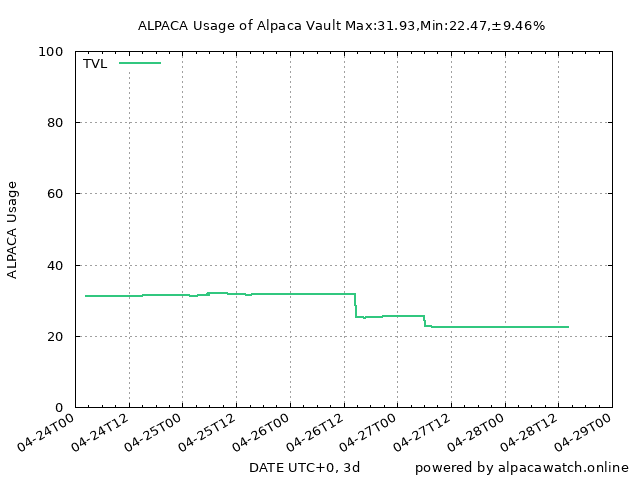 ALPACA Usage of Alpaca Vault Max:31.93,Min:22.47,±9.46%
TVL
100
80
60
40
20
0
ALPACA Usage
04-24T00
04-24T12
04-25T00
04-25T12
04-26T00
04-26T12
04-27T00
04-27T12
04-28T00
04-28T12
04-29T00
DATE UTC+0, 3d
powered by alpacawatch.online